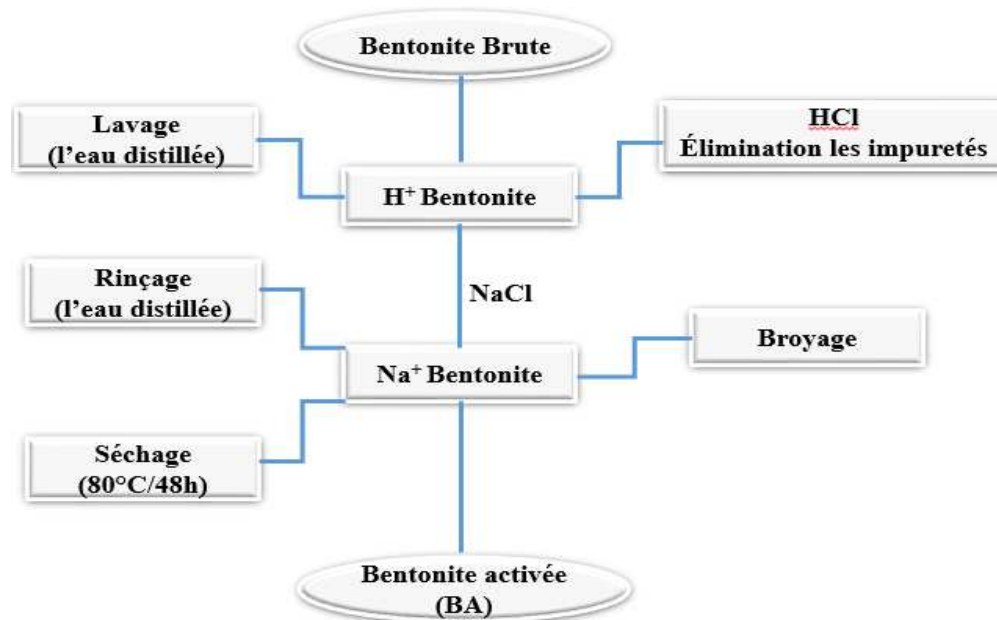 Bentonite Brute
Lavage
(l'eau distillée)
HCl
Élimination les impuretés
H⁺ Bentonite
Rinçage
(l'eau distillée)
NaCl
Broyage
Na⁺ Bentonite
Séchage
(80°C/48h)
Bentonite activée
(BA)